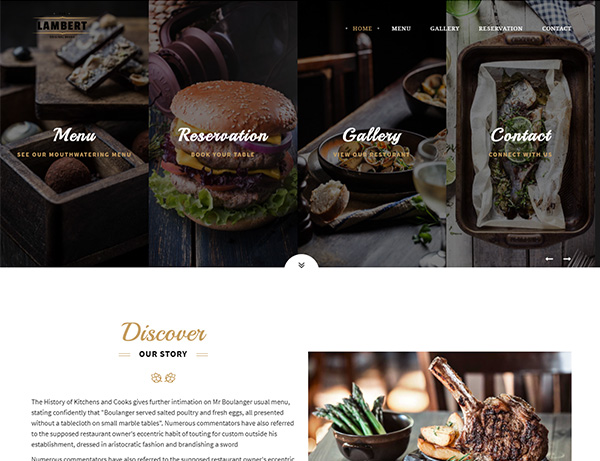 LAMBERT
HOME
MENU
GALLERY
RESERVATION
CONTACT
Menu
SEE OUR MOUTHWATERING MENU
Reservation
BOOK YOUR TABLE
Gallery
VIEW OUR RESTURANT
Contact
CONNECT WITH US
Discover
OUR STORY
The History of Kitchens and Cooks gives further intimation on Mr Boulanger usual menu,
stating confidently that "Boulanger served salted poultry and fresh eggs, all presented
without a tablecloth on small marble tables". Numerous commentators have also referred
to the supposed restaurant owner's eccentric habit of touting for custom outside his
establishment, dressed in aristocratic fashion and brandishing a sword
Numerous commentators have also referred to the supposed restaurant owner's eccentric